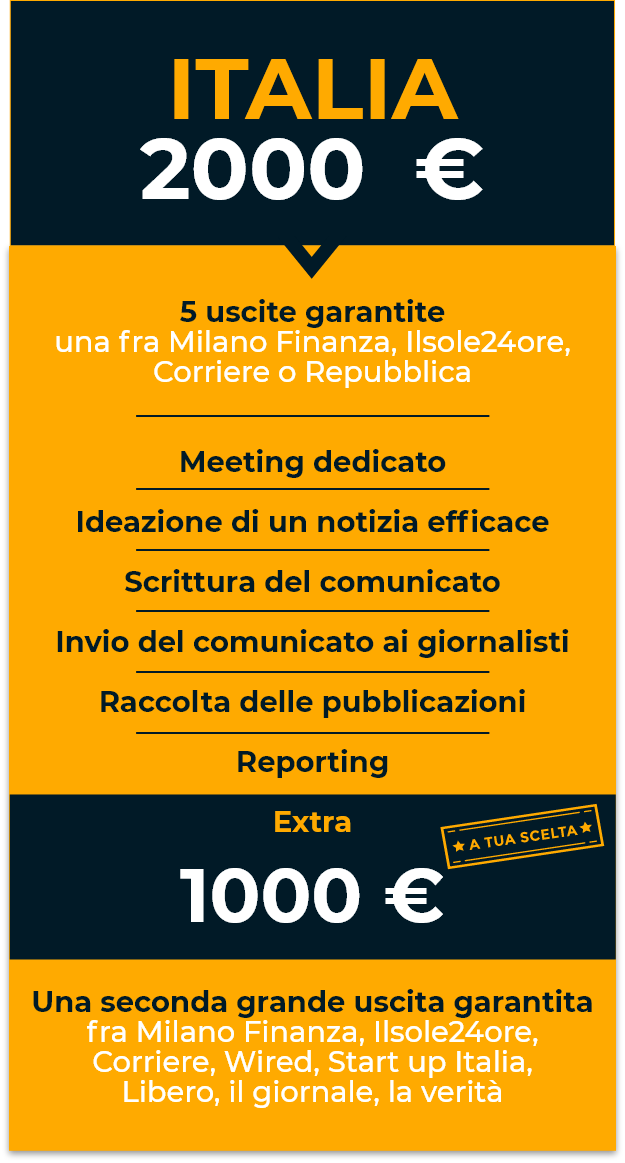 ITALIA
2000 €
5 uscite garantite
una fra Milano Finanza, Ilsole24ore,
Corriere o Repubblica
Meeting dedicato
Ideazione di un notizia efficace
Scrittura del comunicato
Invio del comunicato ai giornalisti
Raccolta delle pubblicazioni
Reporting
Extra
A TUA SCELTA
1000 €
Una seconda grande uscita garantita
fra Milano Finanza, Ilsole24ore,
Corriere, Wired, Start up Italia,
Libero, il giornale, la verità